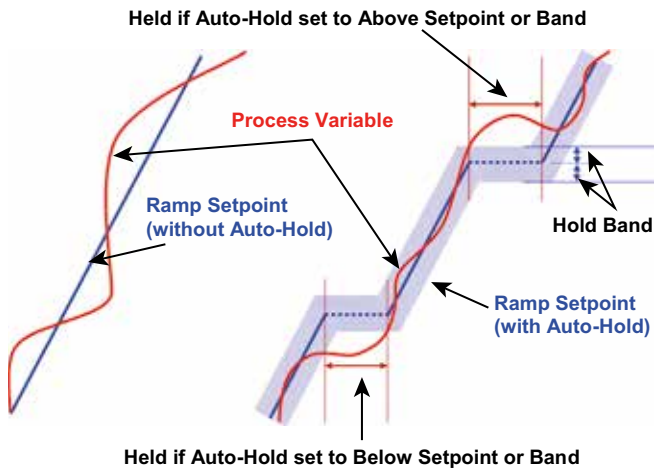 Held if Auto-Hold set to Above Setpoint or Band
Process Variable
Ramp Setpoint
(without Auto-Hold)
Hold Band
Ramp Setpoint
(with Auto-Hold)
Held if Auto-Hold set to Below Setpoint or Band